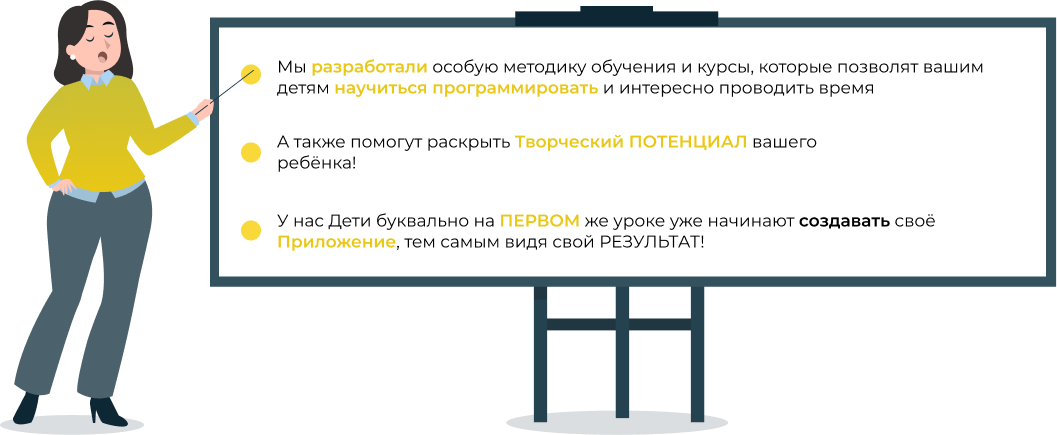 Мы разработали особую методику обучения и курсы, которые позволят вашим
детям научиться программировать и интересно проводить время
А также помогут раскрыть Творческий ПОТЕНЦИАЛ вашего
ребёнка!
У нас Дети буквально на ПЕРВОМ же уроке уже начинают создавать своё
Приложение, тем самым видя свой РЕЗУЛЬТАТ!